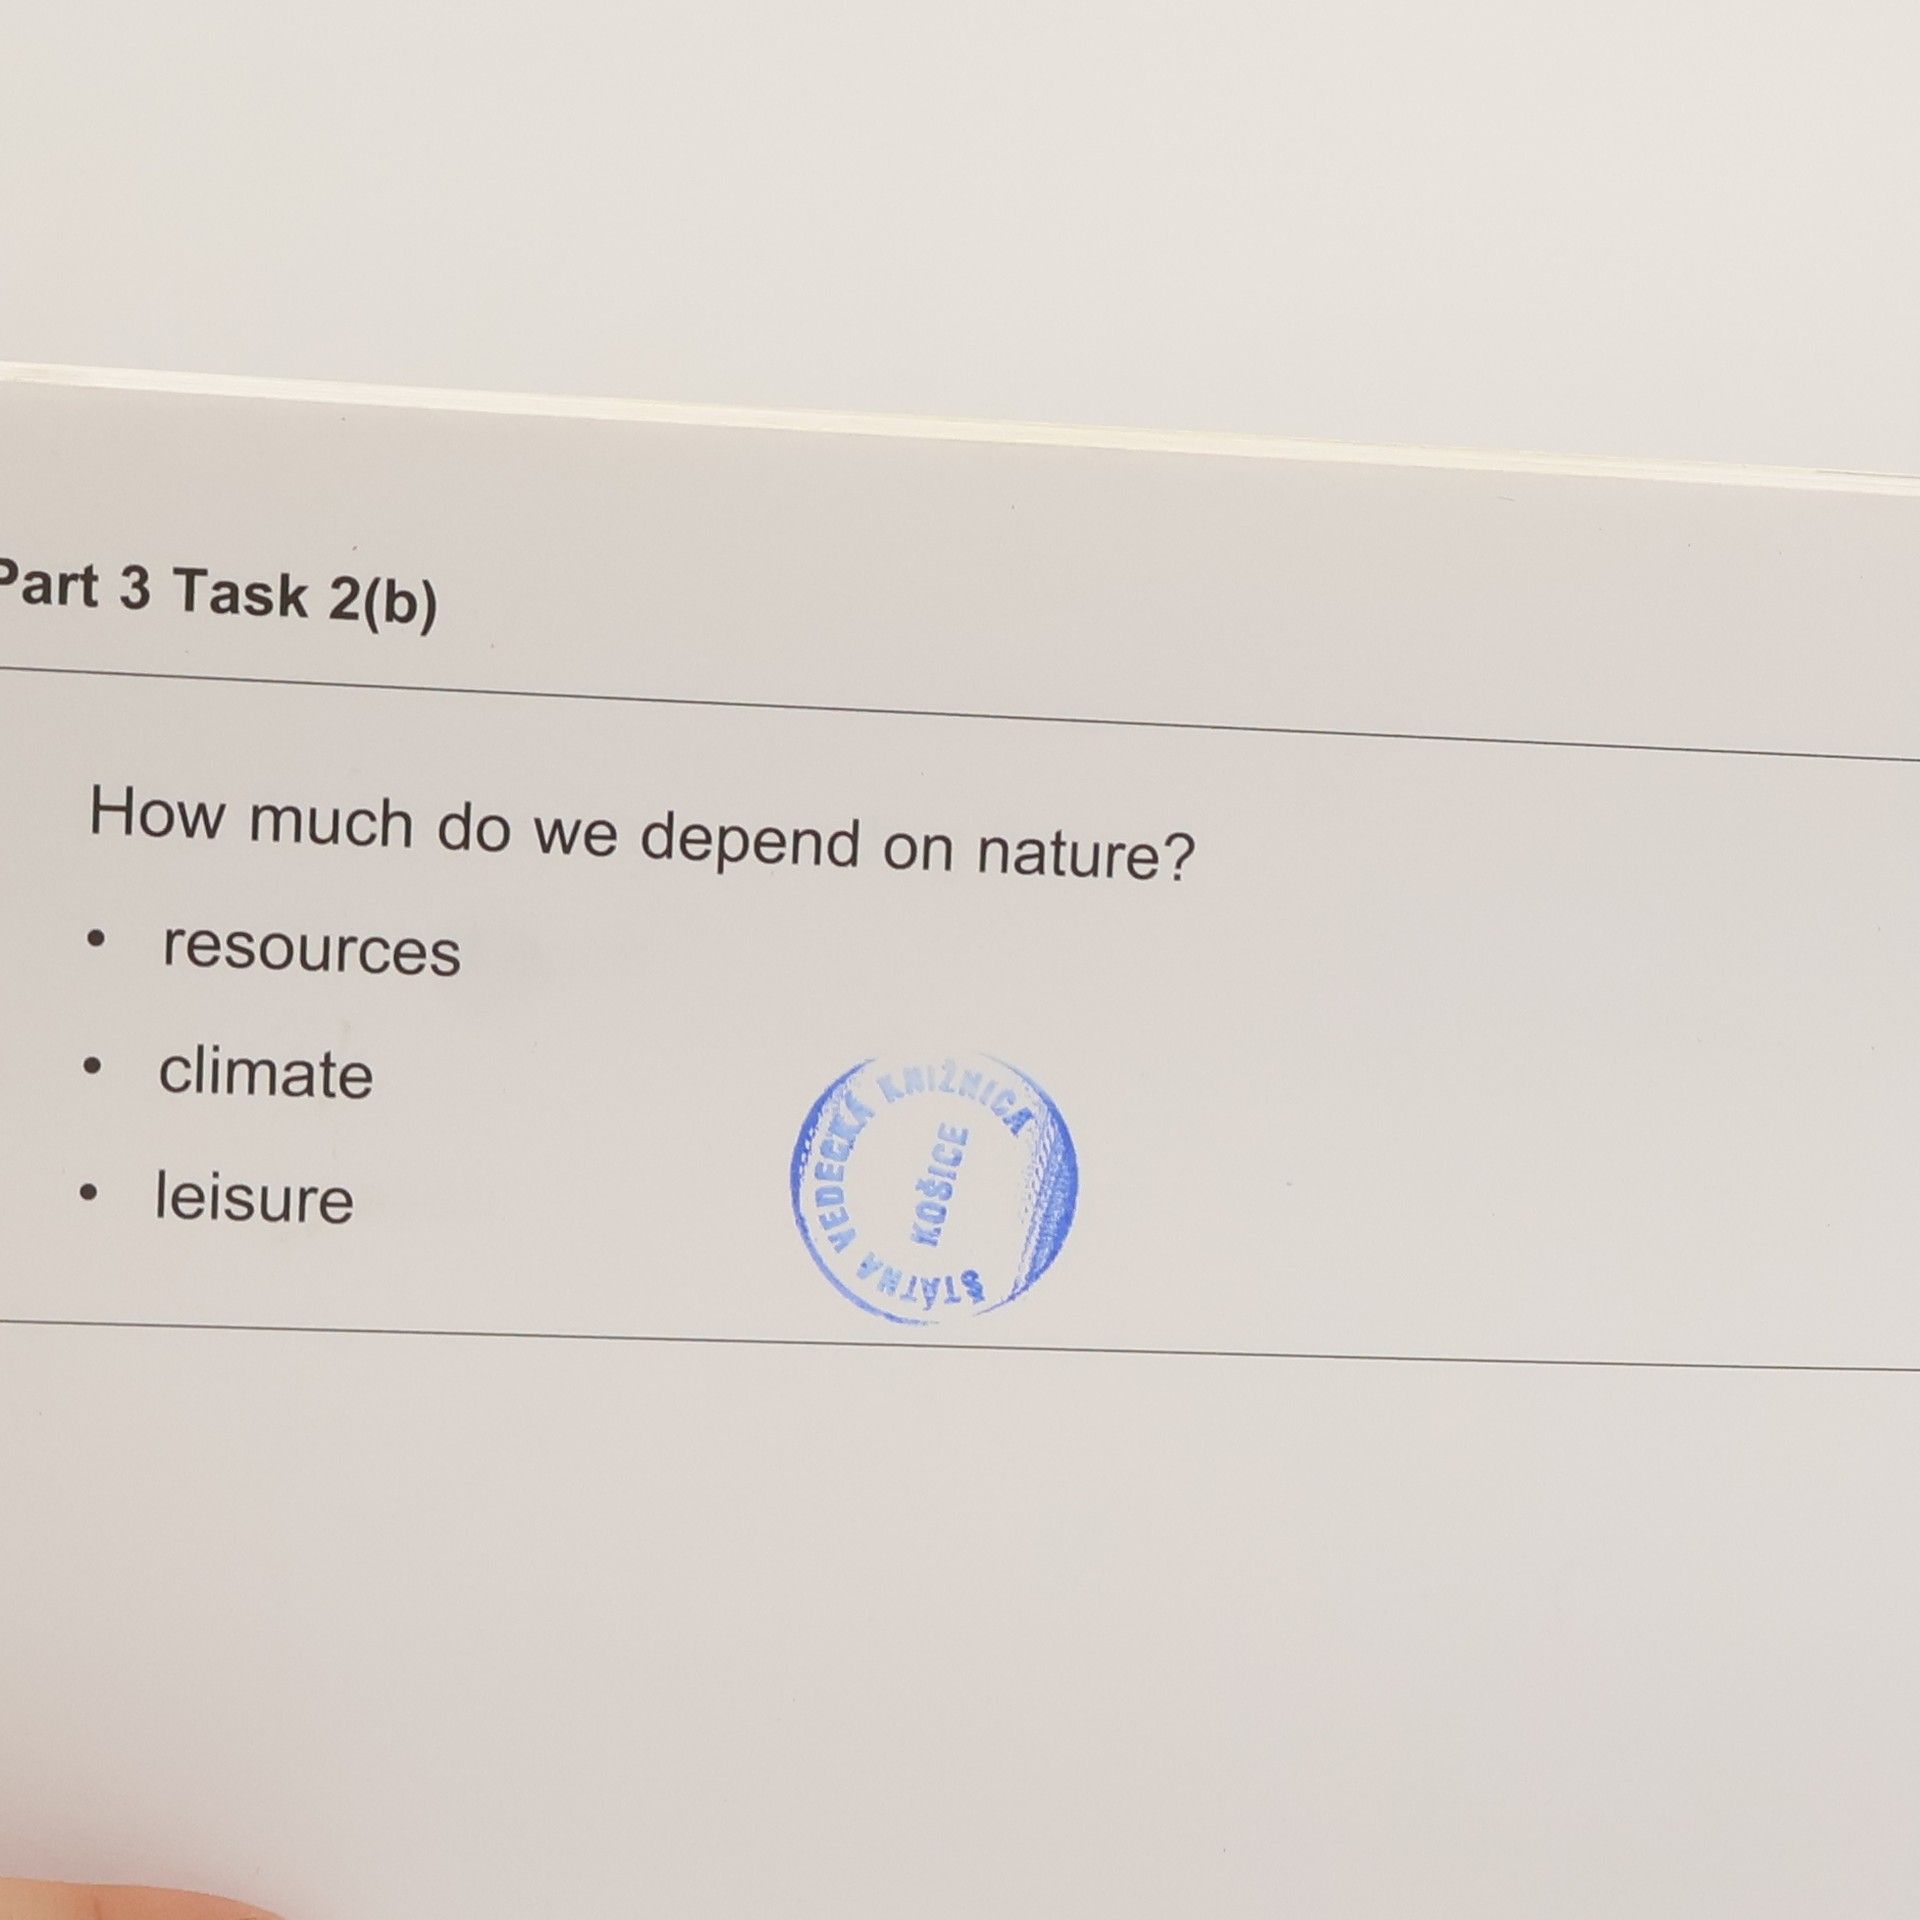 Part 3 Task 2(b)
How much do we depend on nature?
• resources
• climate
• leisure
ŠTÁTNA VEDECKÁ KNIŽNICA
KOŠICE